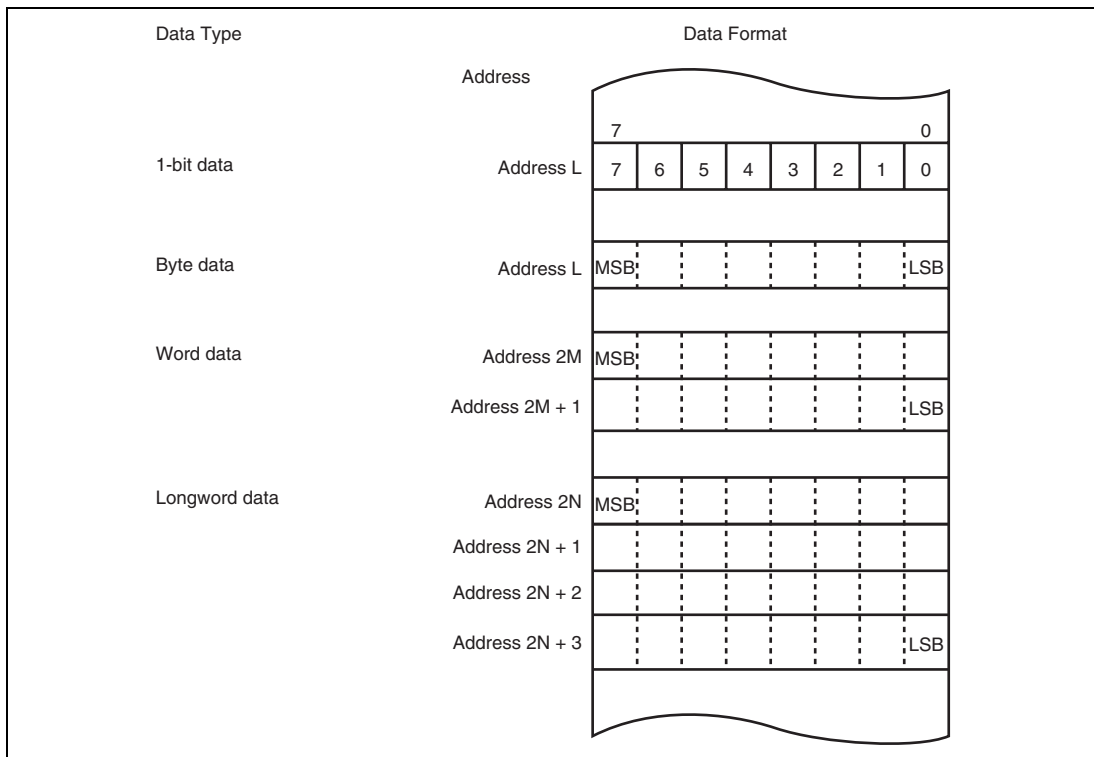 Data Type Data Format
Address
7 0
1-bit data Address L 7 6 5 4 3 2 1 0
Byte data Address L MSB LSB
Word data Address 2M MSB
Address 2M + 1 LSB
Longword data Address 2N MSB
Address 2N + 1
Address 2N + 2
Address 2N + 3 LSB